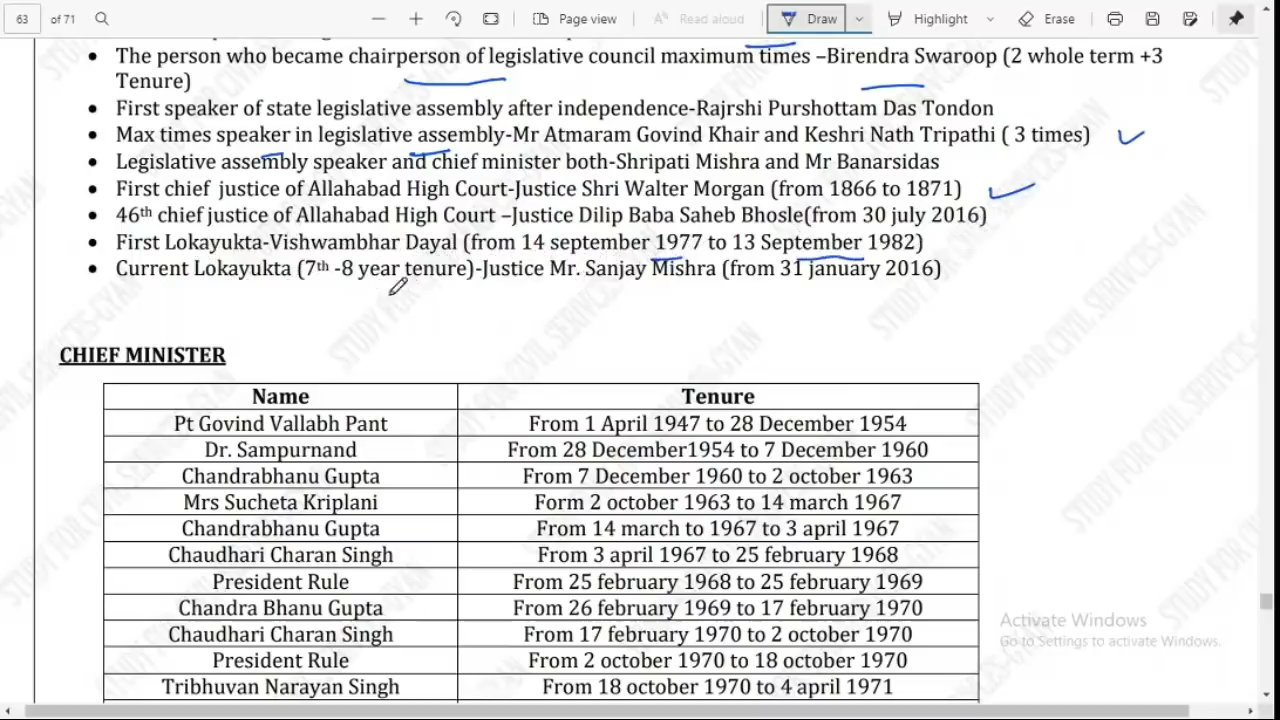 63 of 71
Page view
Read aloud
Draw
Highlight
Erase
• The person who became chairperson of legislative council maximum times –Birendra Swaroop (2 whole term +3
Tenure)
• First speaker of state legislative assembly after independence-Rajrshi Purshottam Das Tondon
• Max times speaker in legislative assembly-Mr Atmaram Govind Khair and Keshri Nath Tripathi ( 3 times)
• Legislative assembly speaker and chief minister both-Shripati Mishra and Mr Banarsidas
• First chief justice of Allahabad High Court-Justice Shri Walter Morgan (from 1866 to 1871)
• 46th chief justice of Allahabad High Court –Justice Dilip Baba Saheb Bhosle(from 30 july 2016)
• First Lokayukta-Vishwambhar Dayal (from 14 september 1977 to 13 September 1982)
• Current Lokayukta (7th -8 year tenure)-Justice Mr. Sanjay Mishra (from 31 january 2016)
CHIEF MINISTER
Name Tenure
Pt Govind Vallabh Pant From 1 April 1947 to 28 December 1954
Dr. Sampurnand From 28 December1954 to 7 December 1960
Chandrabhanu Gupta From 7 December 1960 to 2 october 1963
Mrs Sucheta Kriplani Form 2 october 1963 to 14 march 1967
Chandrabhanu Gupta From 14 march to 1967 to 3 april 1967
Chaudhari Charan Singh From 3 april 1967 to 25 february 1968
President Rule From 25 february 1968 to 25 february 1969
Chandra Bhanu Gupta From 26 february 1969 to 17 february 1970
Chaudhari Charan Singh From 17 february 1970 to 2 october 1970
President Rule From 2 october 1970 to 18 october 1970
Tribhuvan Narayan Singh From 18 october 1970 to 4 april 1971
Activate Windows
Go to Settings to activate Windows.
STUDY FOR CIVIL SERIVCES-GYAN